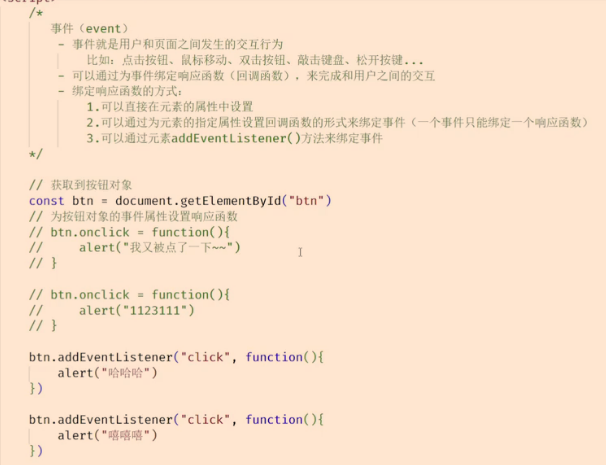 <script>
/*
事件（event）
- 事件就是用户和页面之间发生的交互行为
比如：点击按钮、鼠标移动、双击按钮、敲击键盘、松开按键...
- 可以通过为事件绑定响应函数（回调函数），来完成和用户之间的交互
- 绑定响应函数的方式：
1.可以直接在元素的属性中设置
2.可以通过为元素的指定属性设置回调函数的形式来绑定事件（一个事件只能绑定一个响应函数）
3.可以通过元素addEventListener()方法来绑定事件
*/
// 获取到按钮对象
const btn = document.getElementById("btn")
// 为按钮对象的事件属性设置响应函数
// btn.onclick = function(){
//     alert("我又被点了一下~~")
// }
// btn.onclick = function(){
//     alert("1123111")
// }
btn.addEventListener("click", function(){
alert("哈哈哈")
})
btn.addEventListener("click", function(){
alert("嘻嘻嘻")
})